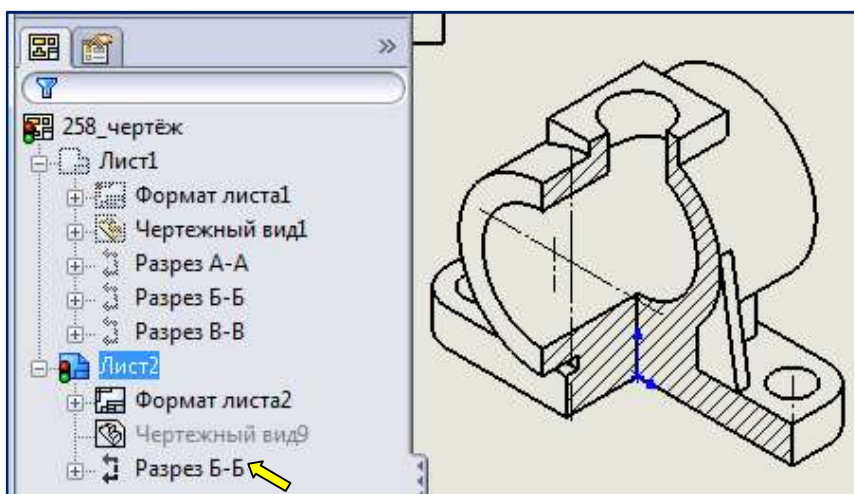 258_чертёж
Лист1
Формат листа1
Чертежный вид1
Разрез А-А
Разрез Б-Б
Разрез В-В
Лист2
Формат листа2
Чертежный вид9
Разрез Б-Б